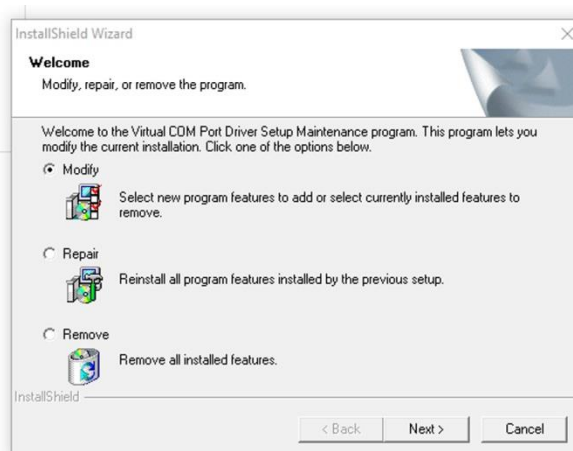 InstallShield Wizard
Welcome
Modify, repair, or remove the program.
Welcome to the Virtual COM Port Driver Setup Maintenance program. This program lets you
modify the current installation. Click one of the options below.
Modify
Select new program features to add or select currently installed features to
remove.
Repair
Reinstall all program features installed by the previous setup.
Remove
Remove all installed features.
InstallShield
< Back Next > Cancel